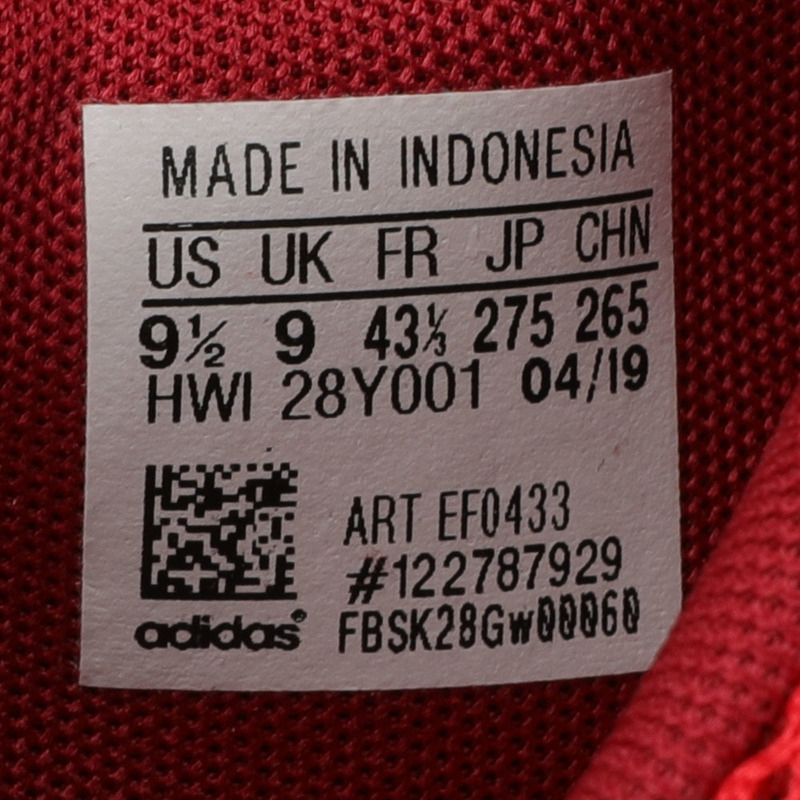 MADE IN INDONESIA
US UK FR JP CHN
9½ 9 43⅓ 275 265
HWI 28Y001 04/19
ART EF0433
#122787929
adidas®
FBSK28Gw00060